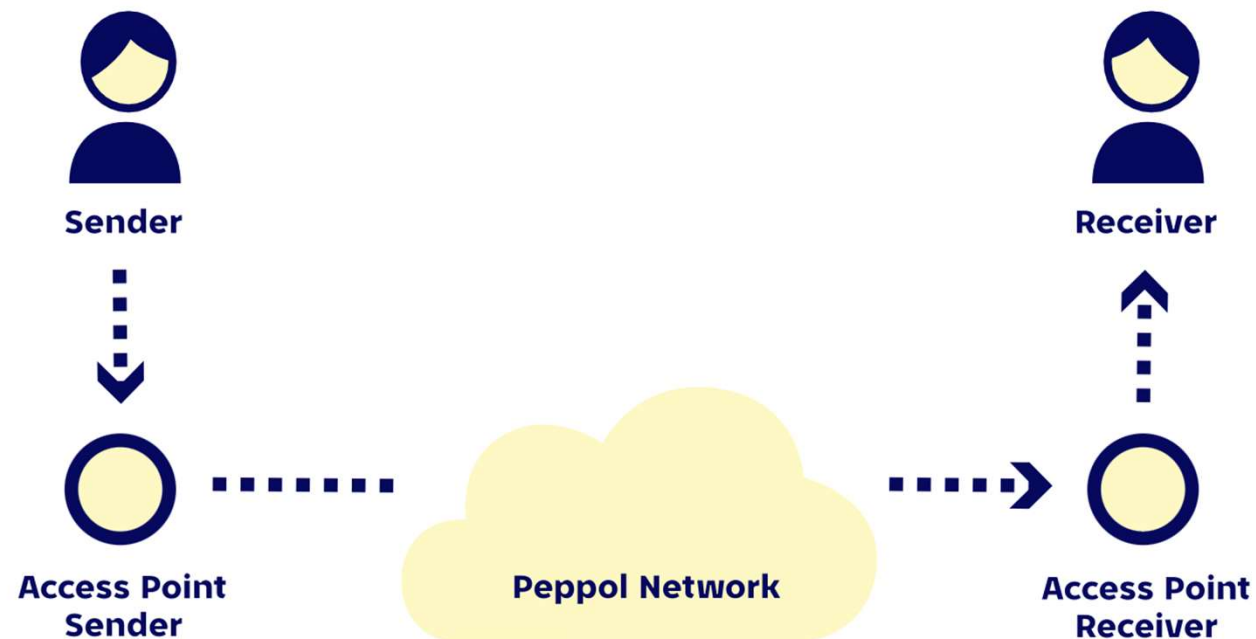 Sender
Receiver
Access Point
Sender
Peppol Network
Access Point
Receiver